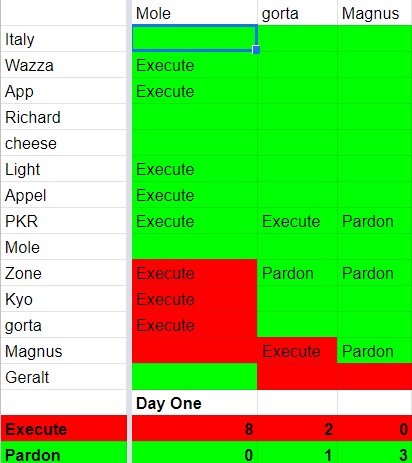 Mole gorta Magnus
Italy
Wazza Execute
App Execute
Richard
cheese
Light Execute
Appel Execute
PKR Execute Execute Pardon
Mole
Zone Execute Pardon Pardon
Kyo Execute
gorta Execute
Magnus Execute Pardon
Geralt
Day One
Execute 8 2 0
Pardon 0 1 3